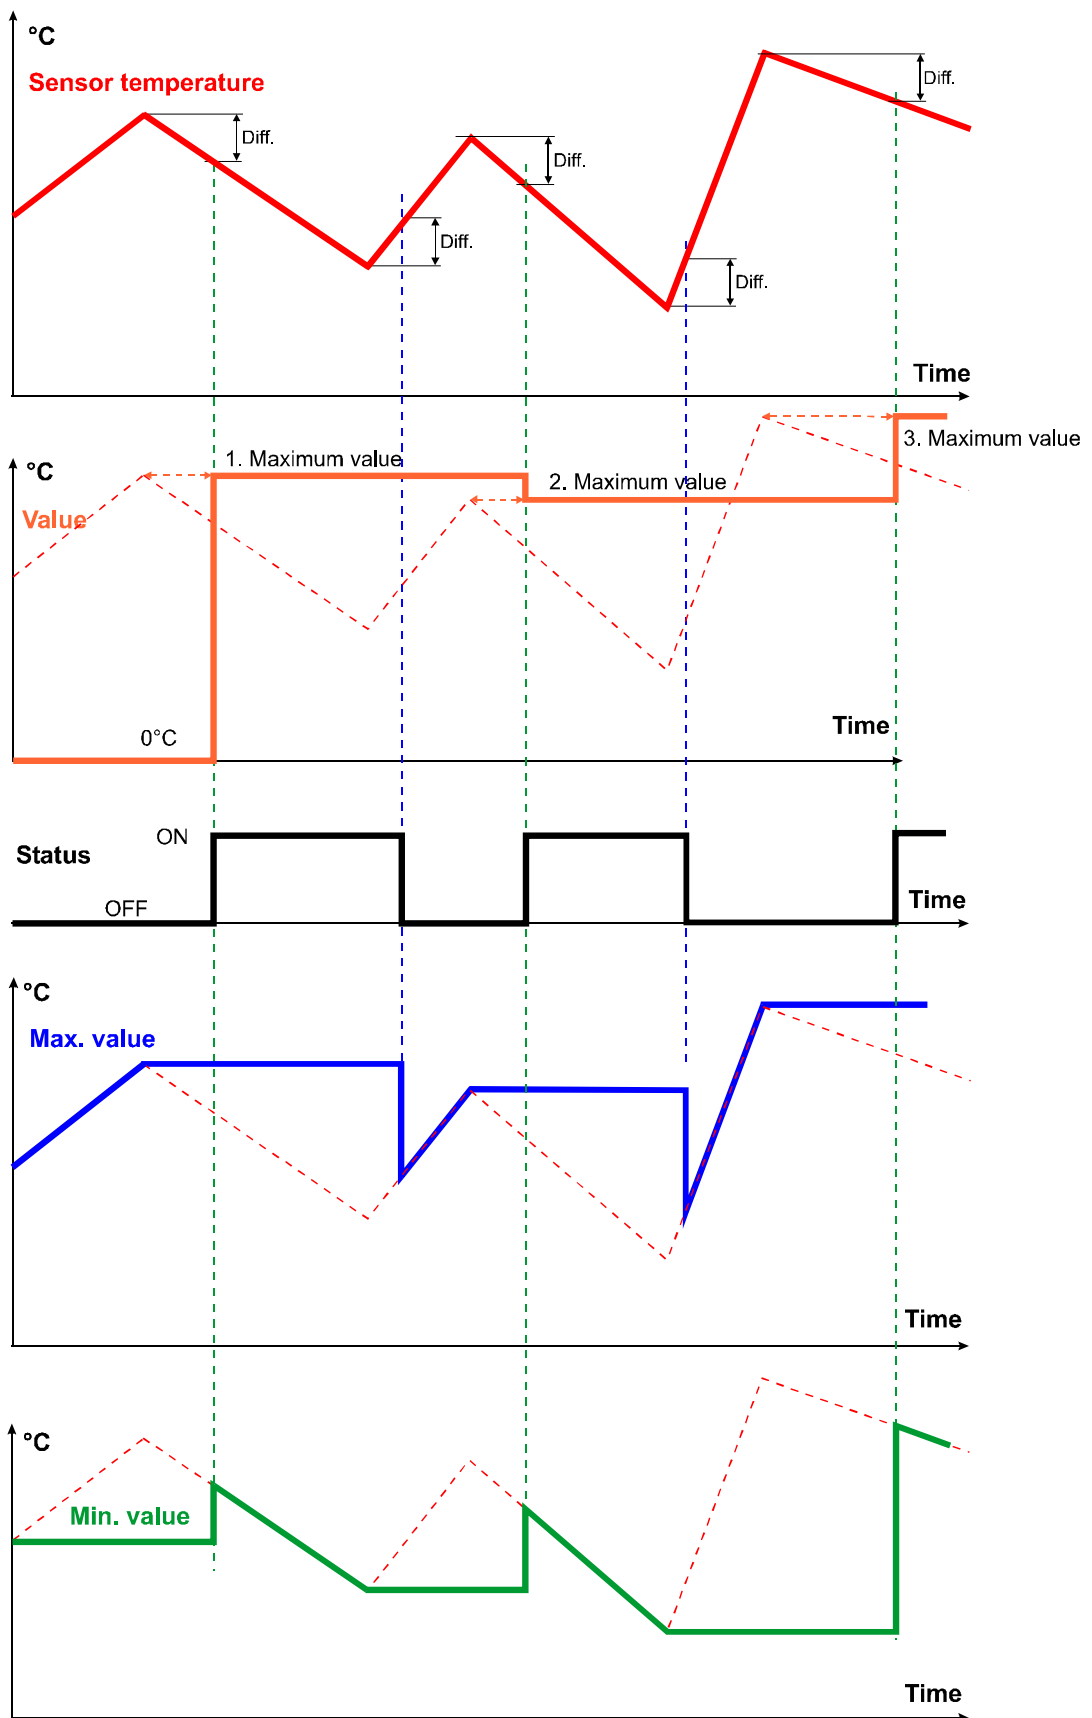 °C
Sensor temperature
Diff.
Diff.
Diff.
Diff.
Diff.
Time
°C
1. Maximum value
2. Maximum value
3. Maximum value
Value
0°C
Time
Status
ON
OFF
Time
°C
Max. value
Time
°C
Min. value
Time